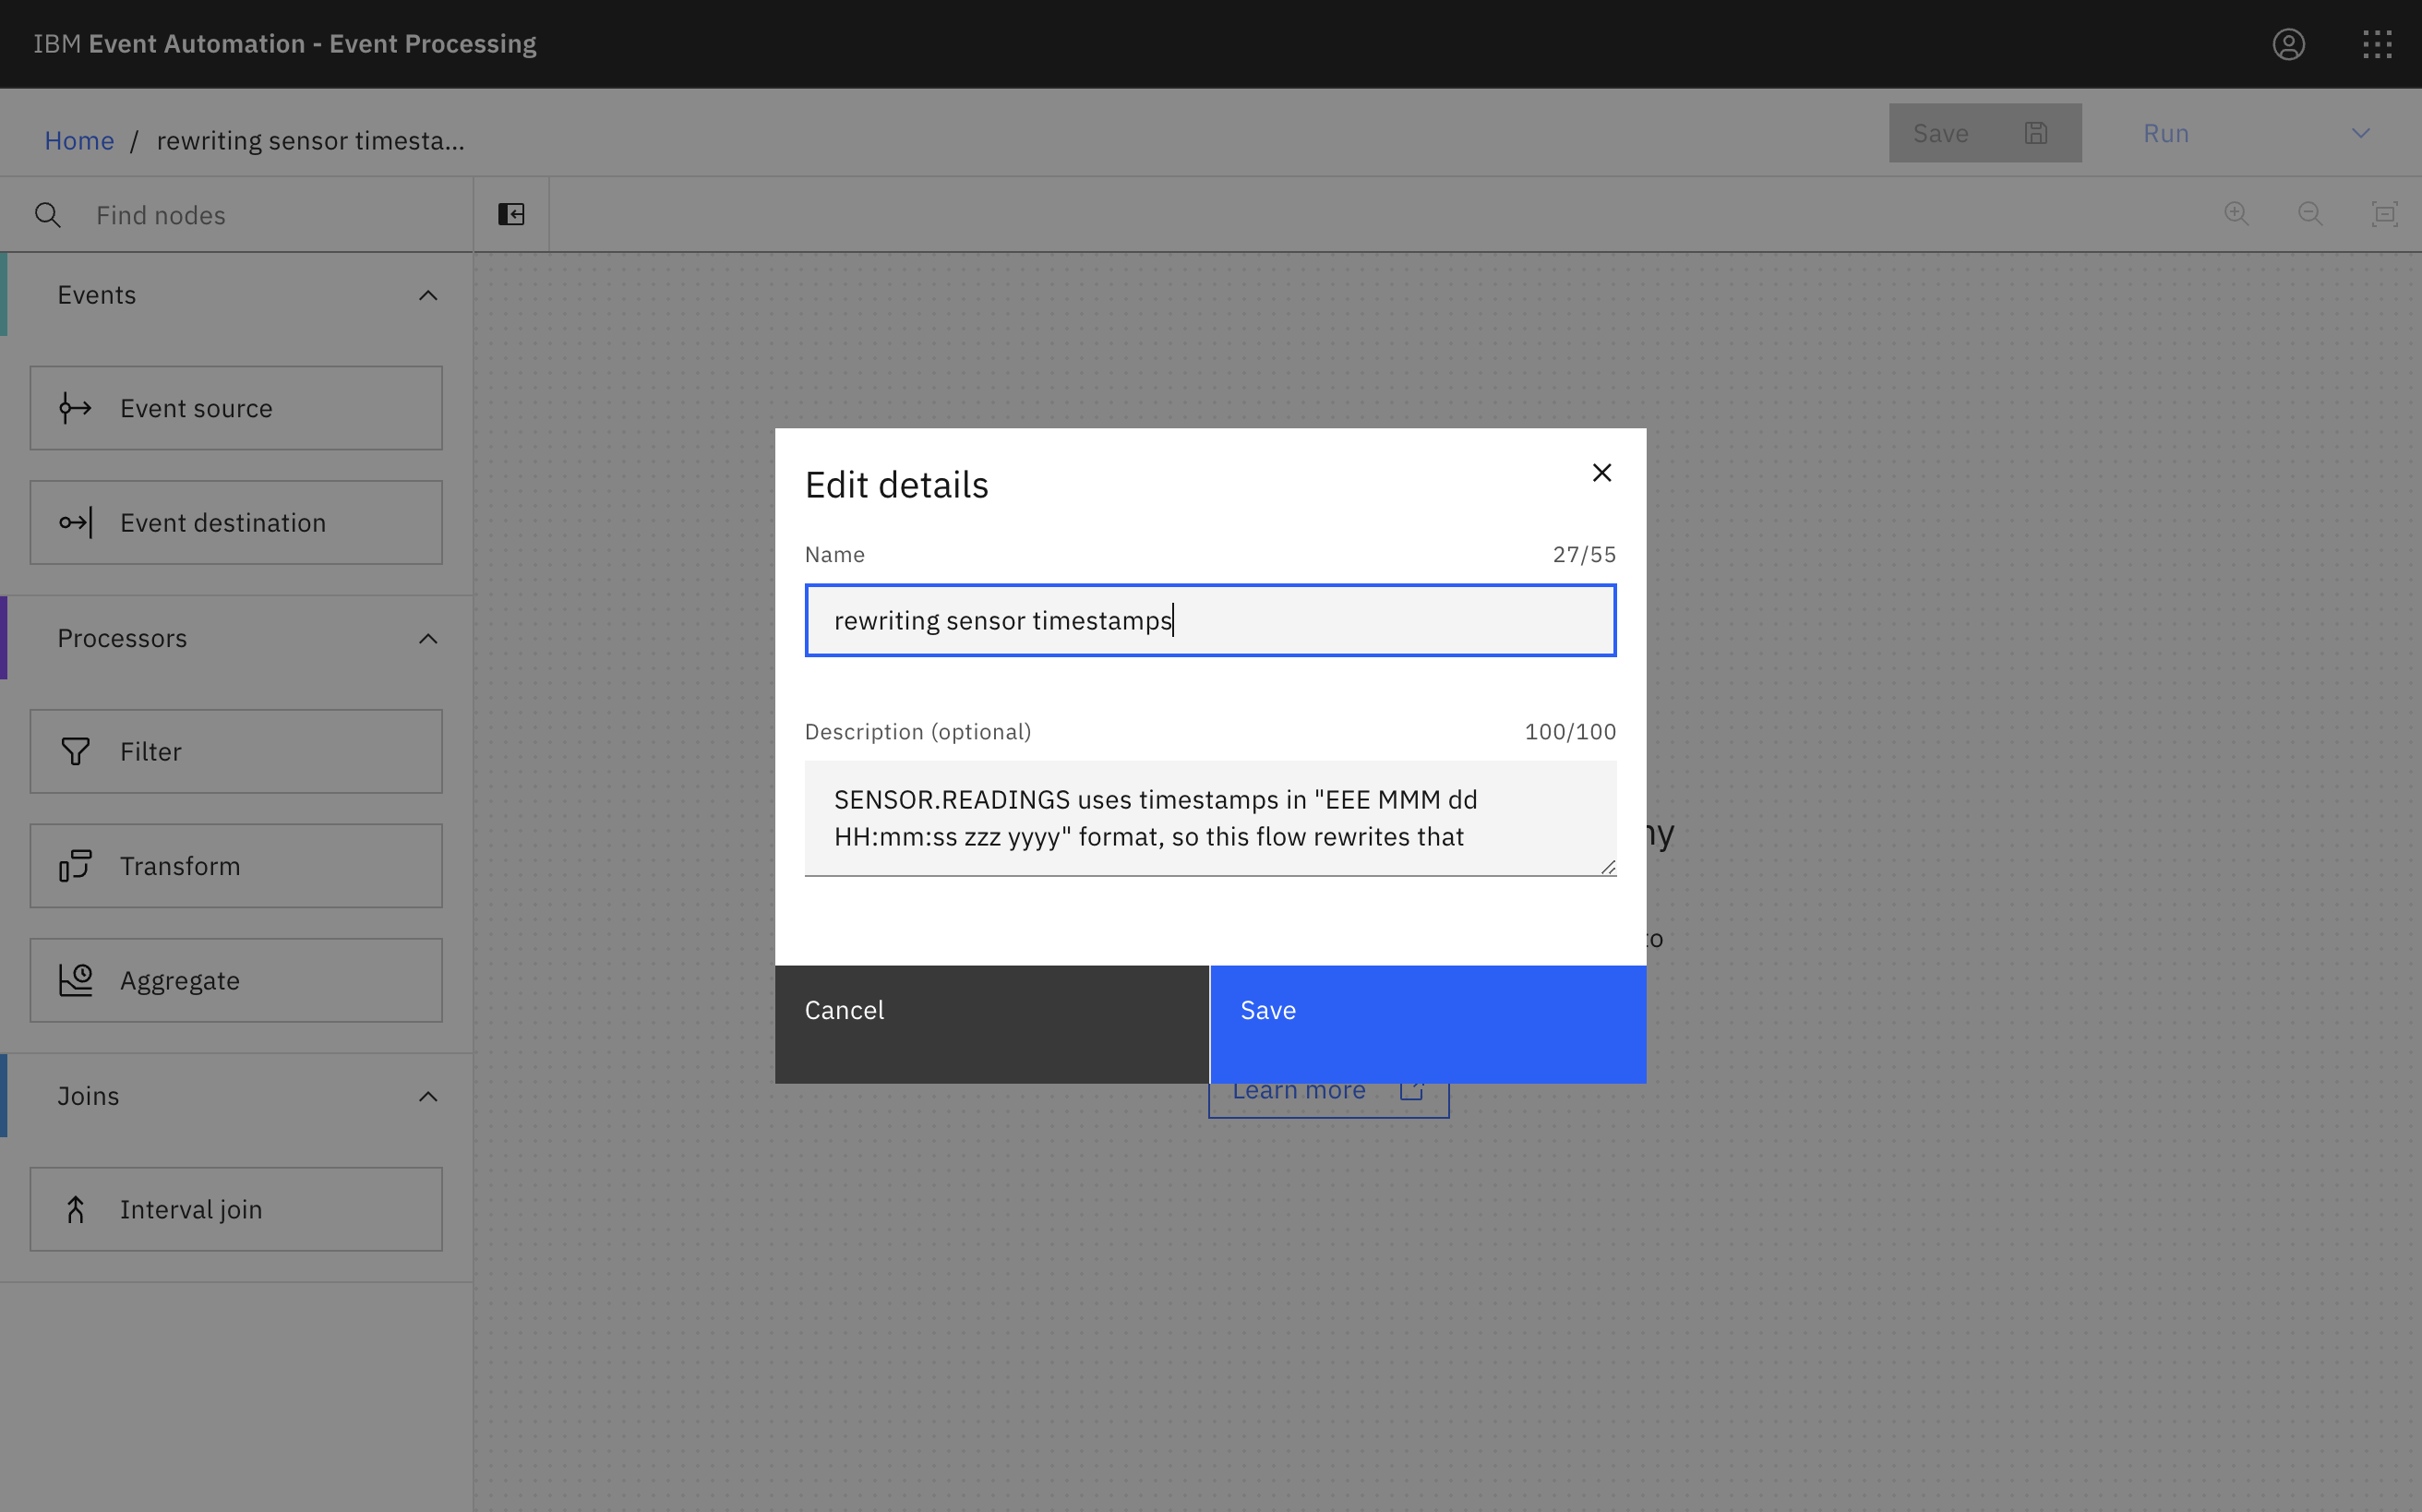 IBM Event Automation - Event Processing
Home / rewriting sensor timesta...
Save
Run
Find nodes
Events
Event source
Event destination
Processors
Filter
Transform
Aggregate
Joins
Interval join
Edit details
Name 27/55
rewriting sensor timestamps
Description (optional) 100/100
SENSOR.READINGS uses timestamps in "EEE MMM dd
HH:mm:ss zzz yyyy" format, so this flow rewrites that
Cancel
Save
Learn more